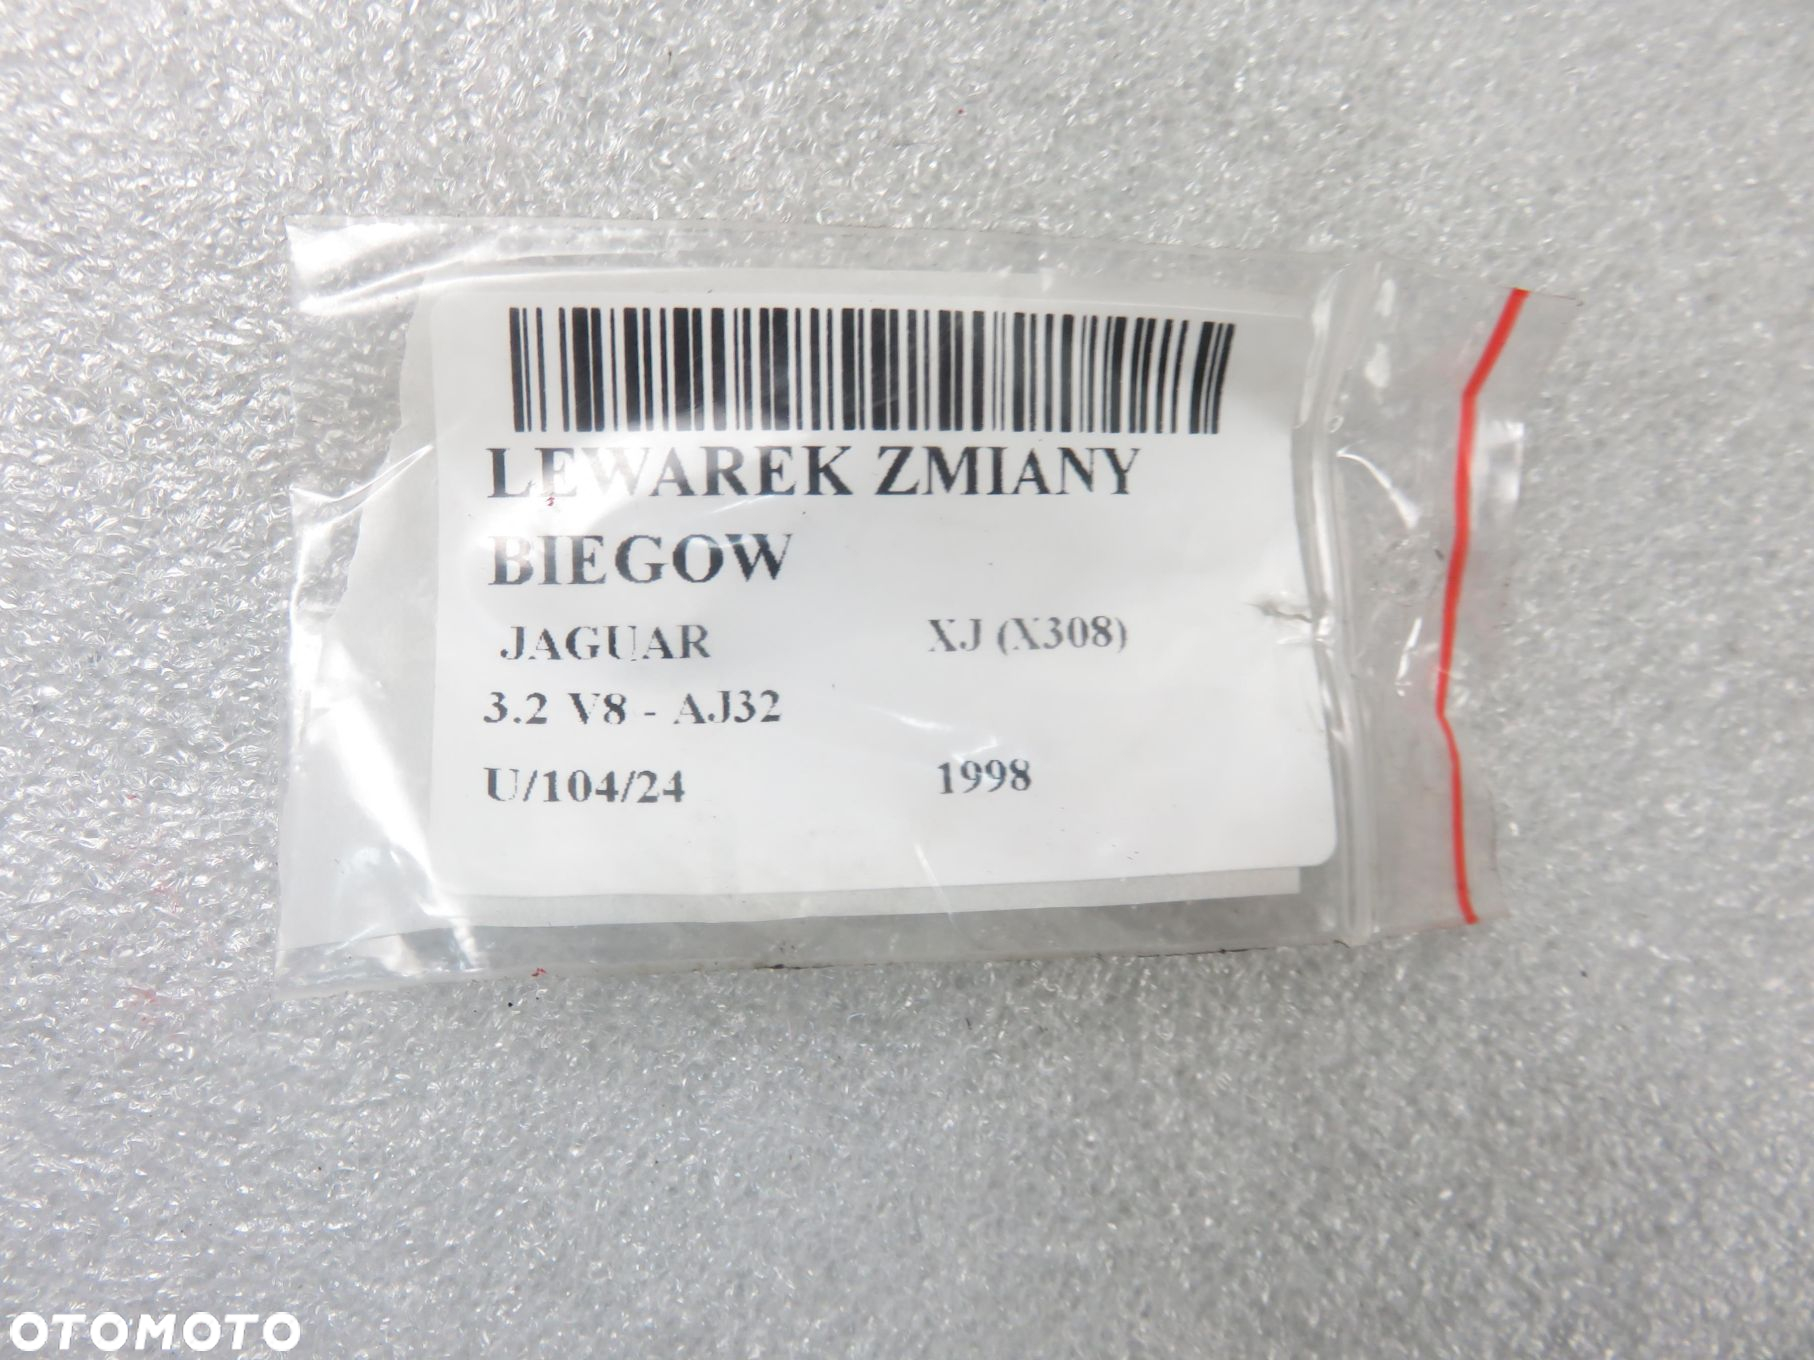 LEWAREK ZMIANY
BIEGOW
JAGUAR XJ (X308)
3.2 V8 - AJ32
U/104/24 1998
OTOMOTO